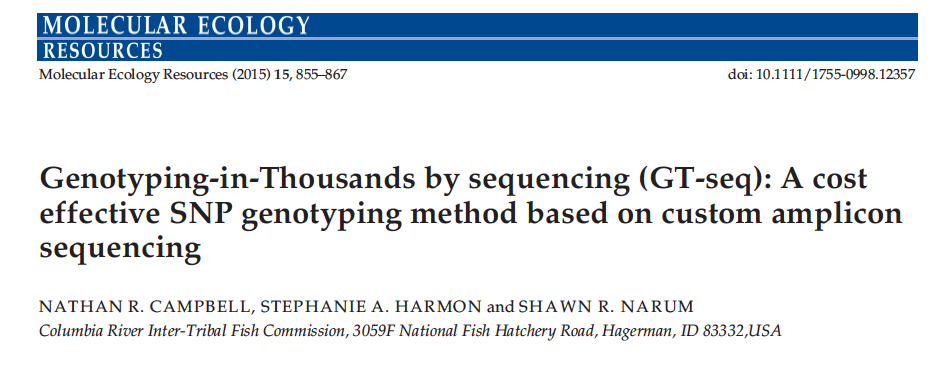 MOLECULAR ECOLOGY
RESOURCES
Molecular Ecology Resources (2015) 15, 855–867
doi: 10.1111/1755-0998.12357
Genotyping-in-Thousands by sequencing (GT-seq): A cost
effective SNP genotyping method based on custom amplicon
sequencing
NATHAN R. CAMPBELL, STEPHANIE A. HARMON and SHAWN R. NARUM
Columbia River Inter-Tribal Fish Commission, 3059F National Fish Hatchery Road, Hagerman, ID 83332,USA